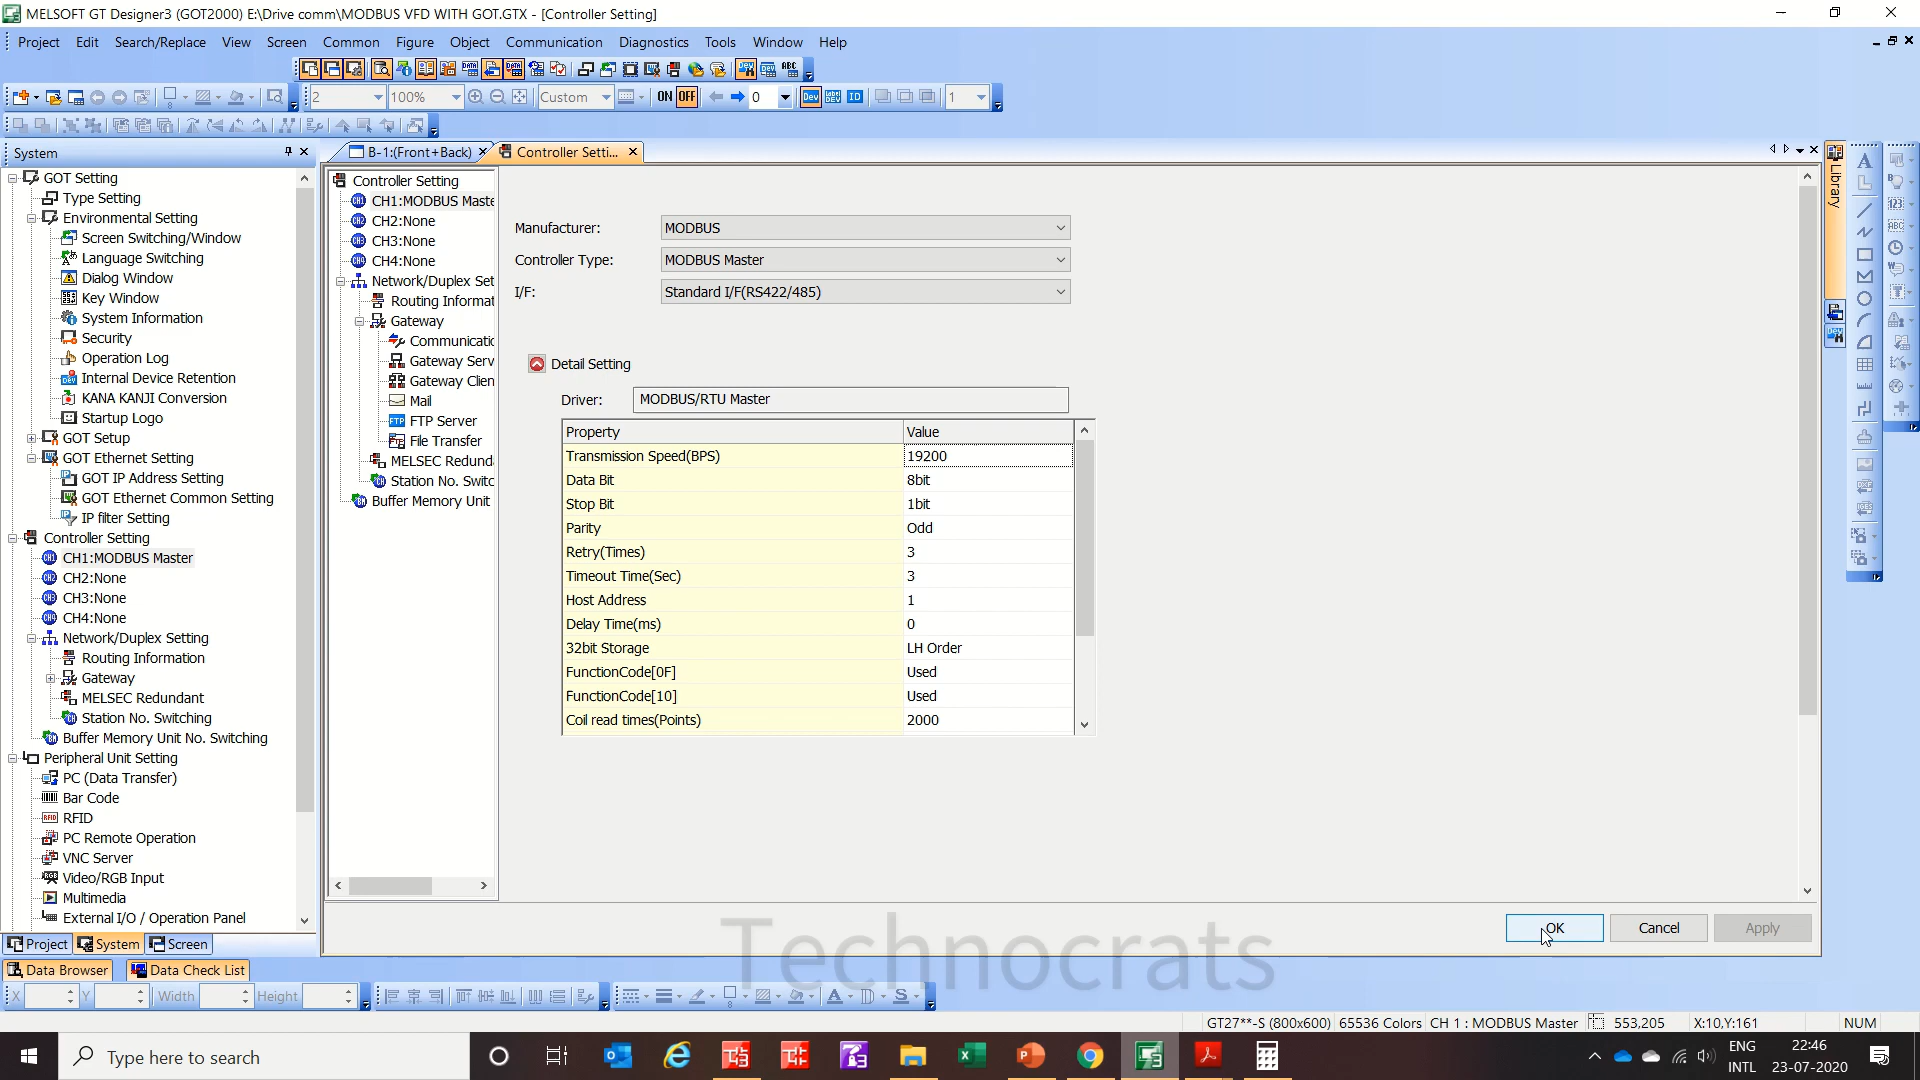 MELSOFT GT Designer3 (GOT2000) E:\Drive comm\MODBUS VFD WITH GOT.GTX - [Controller Setting]
Project Edit Search/Replace View Screen Common Figure Object Communication Diagnostics Tools Window Help
2 100% Custom ON OFF 0 Dev ID 1
System
B-1:(Front+Back)
Controller Setti...
Library
GOT Setting
Type Setting
Environmental Setting
Screen Switching/Window
Language Switching
Dialog Window
Key Window
System Information
Security
Operation Log
Internal Device Retention
KANA KANJI Conversion
Startup Logo
GOT Setup
GOT Ethernet Setting
GOT IP Address Setting
GOT Ethernet Common Setting
IP filter Setting
Controller Setting
CH1:MODBUS Master
CH2:None
CH3:None
CH4:None
Network/Duplex Setting
Routing Information
Gateway
MELSEC Redundant
Station No. Switching
Buffer Memory Unit No. Switching
Peripheral Unit Setting
PC (Data Transfer)
Bar Code
RFID
PC Remote Operation
VNC Server
Video/RGB Input
Multimedia
External I/O / Operation Panel
Project System Screen
Controller Setting
CH1:MODBUS Maste
CH2:None
CH3:None
CH4:None
Network/Duplex Set
Routing Informat
Gateway
Communicatio
Gateway Serv
Gateway Clien
Mail
FTP Server
File Transfer
MELSEC Redunda
Station No. Switc
Buffer Memory Unit
Manufacturer: MODBUS
Controller Type: MODBUS Master
I/F: Standard I/F(RS422/485)
Detail Setting
Driver: MODBUS/RTU Master
Property Value
Transmission Speed(BPS) 19200
Data Bit 8bit
Stop Bit 1bit
Parity Odd
Retry(Times) 3
Timeout Time(Sec) 3
Host Address 1
Delay Time(ms) 0
32bit Storage LH Order
FunctionCode[0F] Used
FunctionCode[10] Used
Coil read times(Points) 2000
OK Cancel Apply
Technocrats
Data Browser Data Check List
X Y Width Height
GT27**-S (800x600) 65536 Colors CH 1 : MODBUS Master 553,205 X:10,Y:161 NUM
Type here to search
ENG
INTL
22:46
23-07-2020